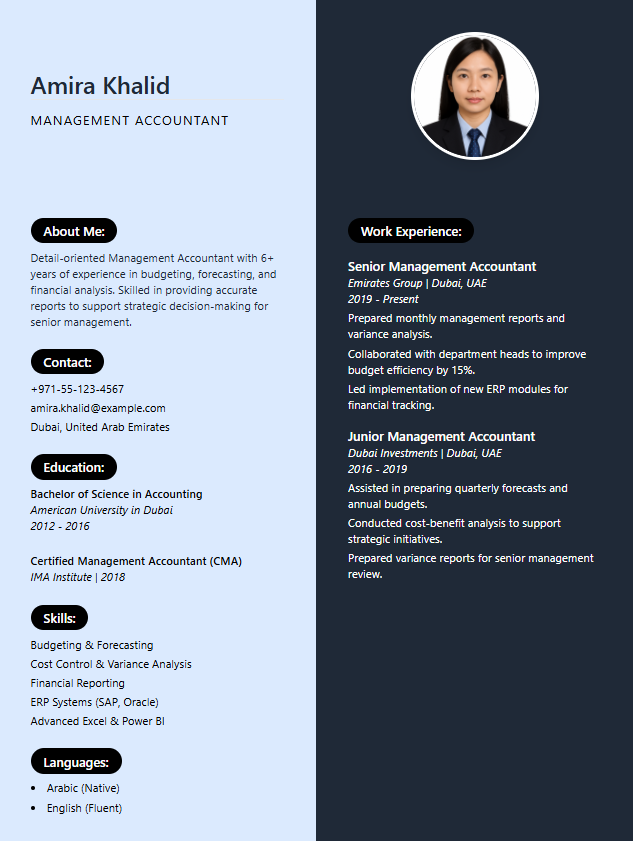 Amira Khalid
MANAGEMENT ACCOUNTANT
About Me:
Detail-oriented Management Accountant with 6+
years of experience in budgeting, forecasting, and
financial analysis. Skilled in providing accurate
reports to support strategic decision-making for
senior management.
Contact:
+971-55-123-4567
amira.khalid@example.com
Dubai, United Arab Emirates
Education:
Bachelor of Science in Accounting
American University in Dubai
2012 - 2016
Certified Management Accountant (CMA)
IMA Institute | 2018
Skills:
Budgeting & Forecasting
Cost Control & Variance Analysis
Financial Reporting
ERP Systems (SAP, Oracle)
Advanced Excel & Power BI
Languages:
• Arabic (Native)
• English (Fluent)
Work Experience:
Senior Management Accountant
Emirates Group | Dubai, UAE
2019 - Present
Prepared monthly management reports and
variance analysis.
Collaborated with department heads to improve
budget efficiency by 15%.
Led implementation of new ERP modules for
financial tracking.
Junior Management Accountant
Dubai Investments | Dubai, UAE
2016 - 2019
Assisted in preparing quarterly forecasts and
annual budgets.
Conducted cost-benefit analysis to support
strategic initiatives.
Prepared variance reports for senior management
review.